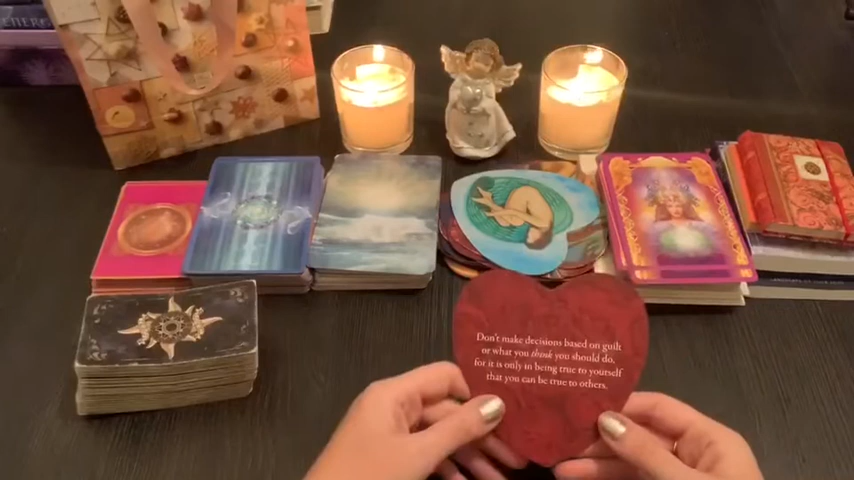 Don't make decisions based on guilt
or what you think you should do,
for it is only in being true to yourself
that you can be true to others.